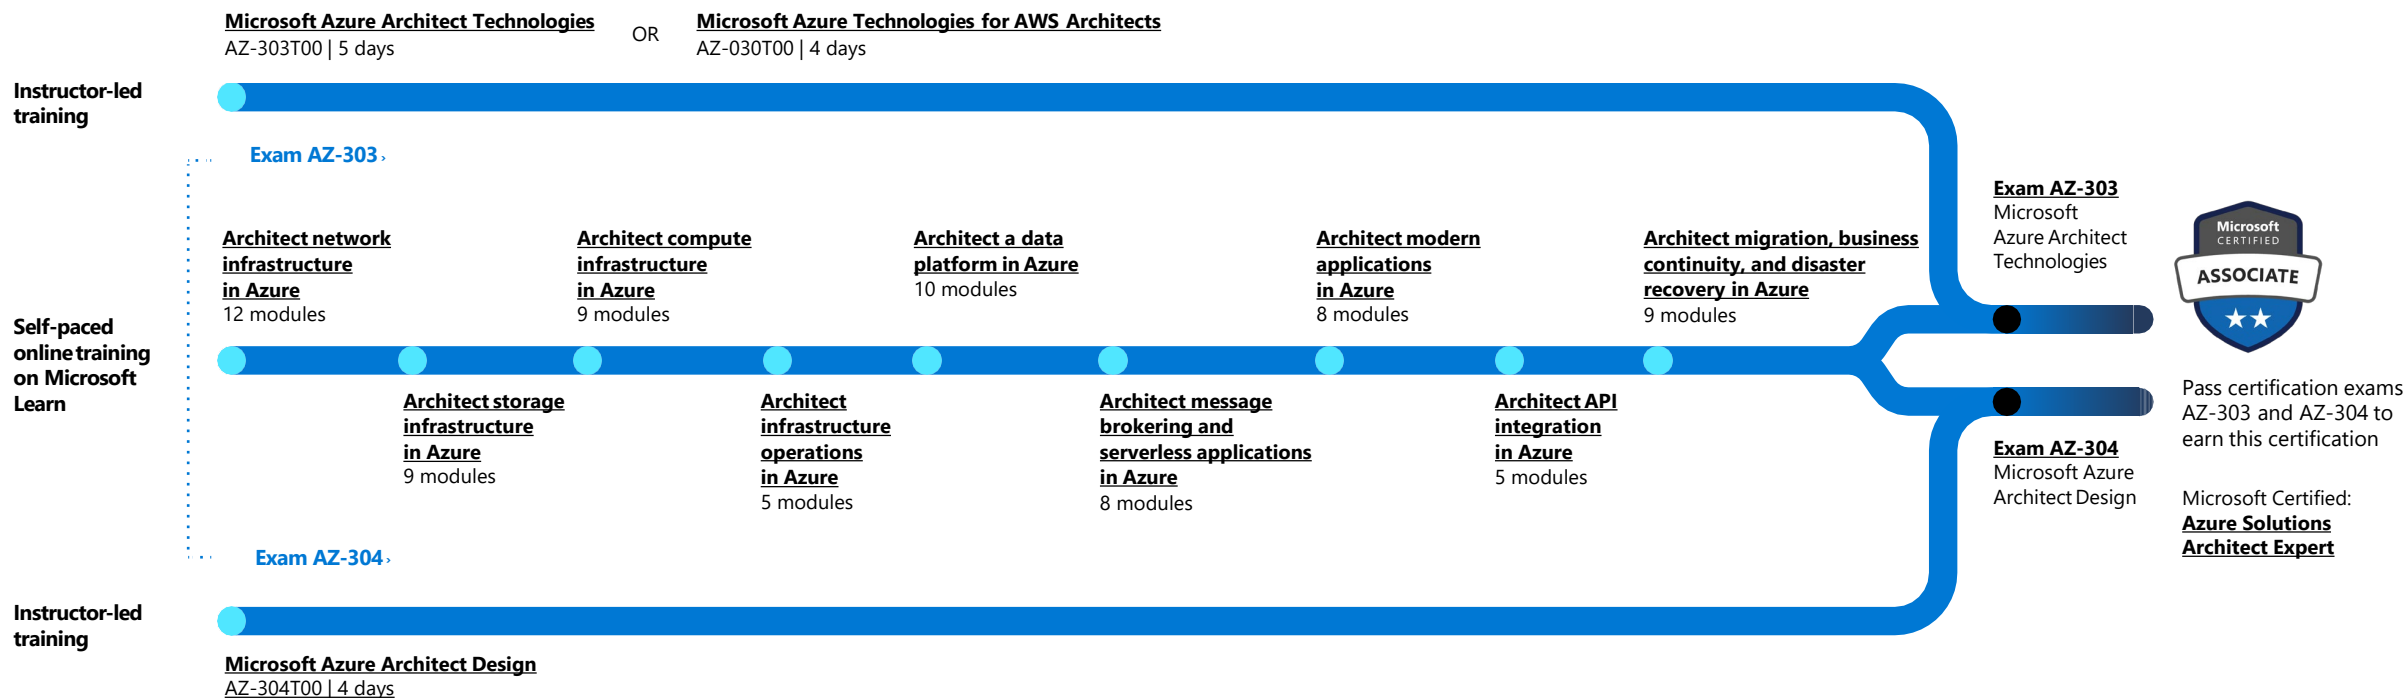 Microsoft Azure Architect Technologies
AZ-303T00 | 5 days
OR
Microsoft Azure Technologies for AWS Architects
AZ-030T00 | 4 days
Instructor-led
training
Exam AZ-303 ›
Architect network
infrastructure
in Azure
12 modules
Architect compute
infrastructure
in Azure
9 modules
Architect a data
platform in Azure
10 modules
Architect modern
applications
in Azure
8 modules
Architect migration, business
continuity, and disaster
recovery in Azure
9 modules
Exam AZ-303
Microsoft
Azure Architect
Technologies
Microsoft
CERTIFIED
ASSOCIATE
Self-paced
online training
on Microsoft
Learn
Architect storage
infrastructure
in Azure
9 modules
Architect
infrastructure
operations
in Azure
5 modules
Architect message
brokering and
serverless applications
in Azure
8 modules
Architect API
integration
in Azure
5 modules
Exam AZ-304
Microsoft Azure
Architect Design
Pass certification exams
AZ-303 and AZ-304 to
earn this certification
Microsoft Certified:
Azure Solutions
Architect Expert
Exam AZ-304 ›
Instructor-led
training
Microsoft Azure Architect Design
AZ-304T00 | 4 days